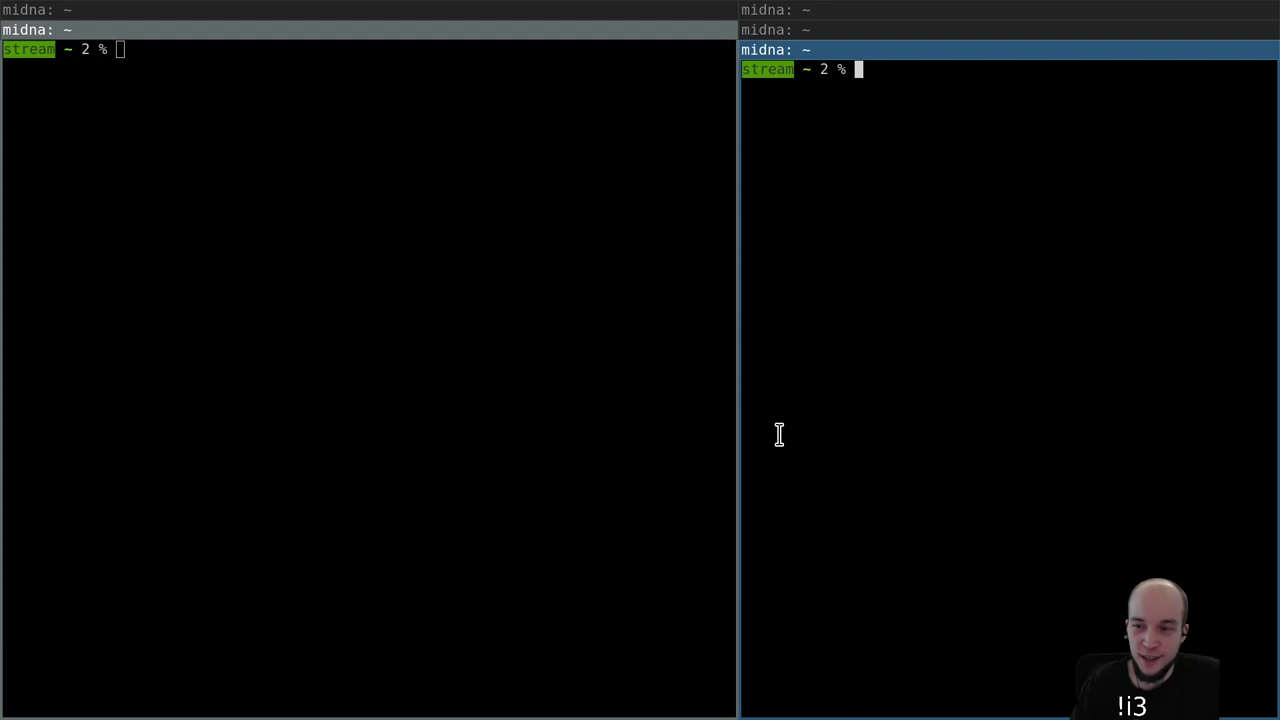 midna: ~
midna: ~
stream ~ 2 %
midna: ~
midna: ~
midna: ~
stream ~ 2 %
!i3